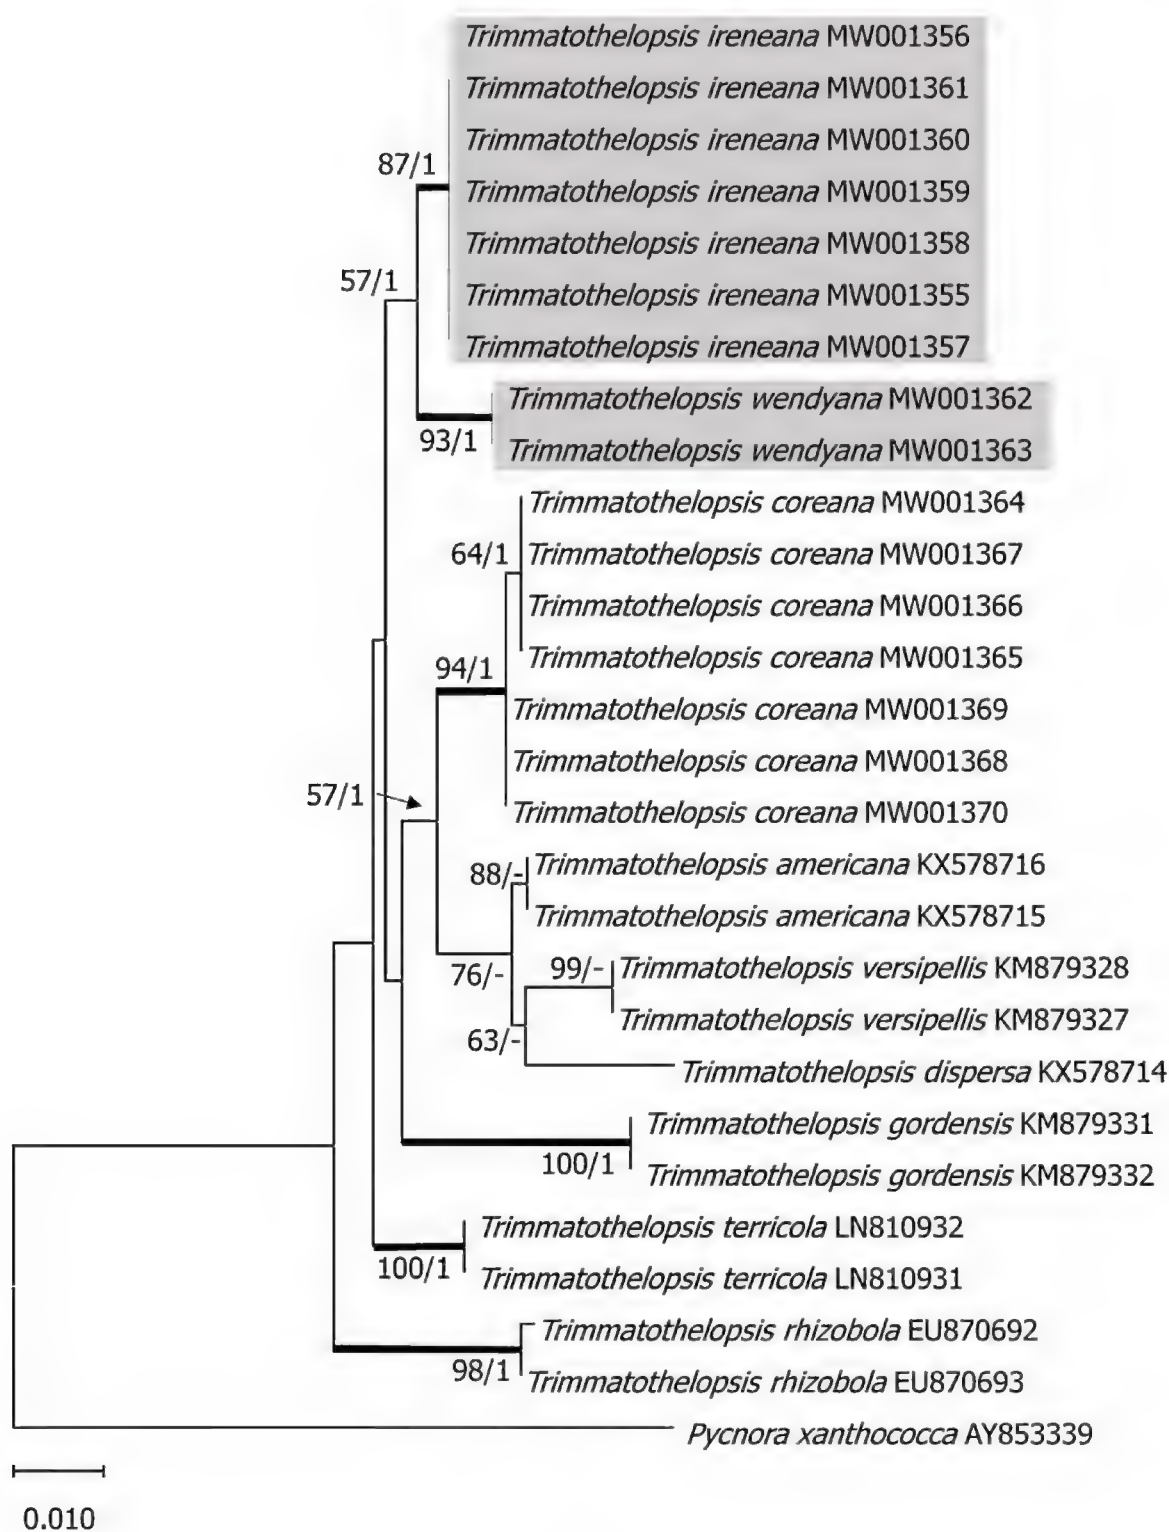 Trimmatothelopsis ireneana MW001356
Trimmatothelopsis ireneana MW001361
Trimmatothelopsis ireneana MW001360
87/1
Trimmatothelopsis ireneana MW001359
Trimmatothelopsis ireneana MW001358
57/1
Trimmatothelopsis ireneana MW001355
Trimmatothelopsis ireneana MW001357
Trimmatothelopsis wendyana MW001362
93/1
Trimmatothelopsis wendyana MW001363
Trimmatothelopsis coreana MW001364
64/1
Trimmatothelopsis coreana MW001367
Trimmatothelopsis coreana MW001366
Trimmatothelopsis coreana MW001365
94/1
Trimmatothelopsis coreana MW001369
Trimmatothelopsis coreana MW001368
57/1
Trimmatothelopsis coreana MW001370
88/-
Trimmatothelopsis americana KX578716
Trimmatothelopsis americana KX578715
76/-
99/-
Trimmatothelopsis versipellis KM879328
Trimmatothelopsis versipellis KM879327
63/-
Trimmatothelopsis dispersa KX578714
Trimmatothelopsis gordensis KM879331
100/1
Trimmatothelopsis gordensis KM879332
Trimmatothelopsis terricola LN810932
100/1
Trimmatothelopsis terricola LN810931
Trimmatothelopsis rhizobola EU870692
98/1
Trimmatothelopsis rhizobola EU870693
Pycnora xanthococca AY853339
0.010